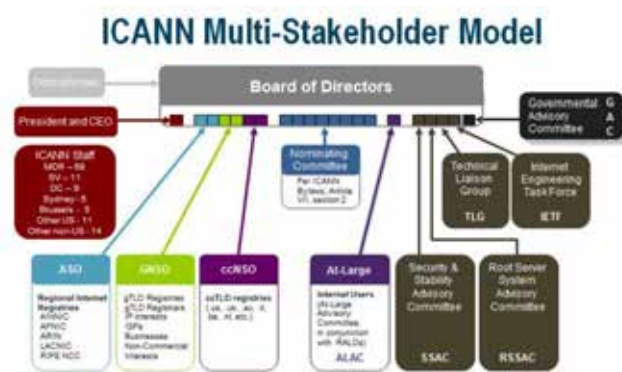 ICANN Multi-Stakeholder Model
Board of Directors
President and CEO
Governmental
Advisory
Committee
G
A
C
ICANN Staff
MDR – 69
SV – 11
DC – 9
Sydney - 5
Brussels - 5
Other US - 11
Other non-US - 14
Nominating
Committee
Per ICANN
Bylaws, Article
VII, section 2
Technical
Liaison
Group
TLG
Internet
Engineering
Task Force
IETF
ASO
Regional Internet
Registries
AfriNIC
APNIC
ARIN
LACNIC
RIPE NCC
GNSO
gTLD Registries
gTLD Registrars
IP interests
ISPs
Businesses
Non-Commercial
Interests
ccNSO
ccTLD registries
At-Large
Internet Users
(At-Large
Advisory
Committee,
in conjunction
with RALOs)
ALAC
Security &
Stability
Advisory
Committee
SSAC
Root Server
System
Advisory
Committee
RSSAC